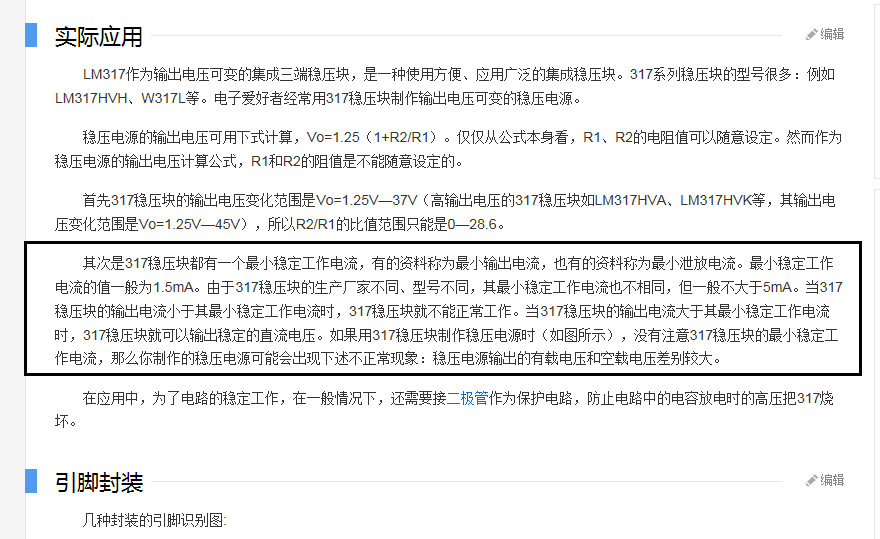 实际应用
编辑
LM317作为输出电压可变的集成三端稳压块，是一种使用方便、应用广泛的集成稳压块。317系列稳压块的型号很多：例如
LM317HVH、W317L等。电子爱好者经常用317稳压块制作输出电压可变的稳压电源。
稳压电源的输出电压可用下式计算，Vo=1.25（1+R2/R1）。仅仅从公式本身看，R1、R2的电阻值可以随意设定。然而作为
稳压电源的输出电压计算公式，R1和R2的阻值是不能随意设定的。
首先317稳压块的输出电压变化范围是Vo=1.25V—37V（高输出电压的317稳压块如LM317HVA、LM317HVK等，其输出电
压变化范围是Vo=1.25V—45V），所以R2/R1的比值范围只能是0—28.6。
其次是317稳压块都有一个最小稳定工作电流，有的资料称为最小输出电流，也有的资料称为最小泄放电流。最小稳定工作
电流的值一般为1.5mA。由于317稳压块的生产厂家不同、型号不同，其最小稳定工作电流也不相同，但一般不大于5mA。当317
稳压块的输出电流小于其最小稳定工作电流时，317稳压块就不能正常工作。当317稳压块的输出电流大于其最小稳定工作电流
时，317稳压块就可以输出稳定的直流电压。如果用317稳压块制作稳压电源时（如图所示），没有注意317稳压块的最小稳定工
作电流，那么你制作的稳压电源可能会出现下述不正常现象：稳压电源输出的有载电压和空载电压差别较大。
在应用中，为了电路的稳定工作，在一般情况下，还需要接二极管作为保护电路，防止电路中的电容放电时的高压把317烧
坏。
引脚封装
编辑
几种封装的引脚识别图: